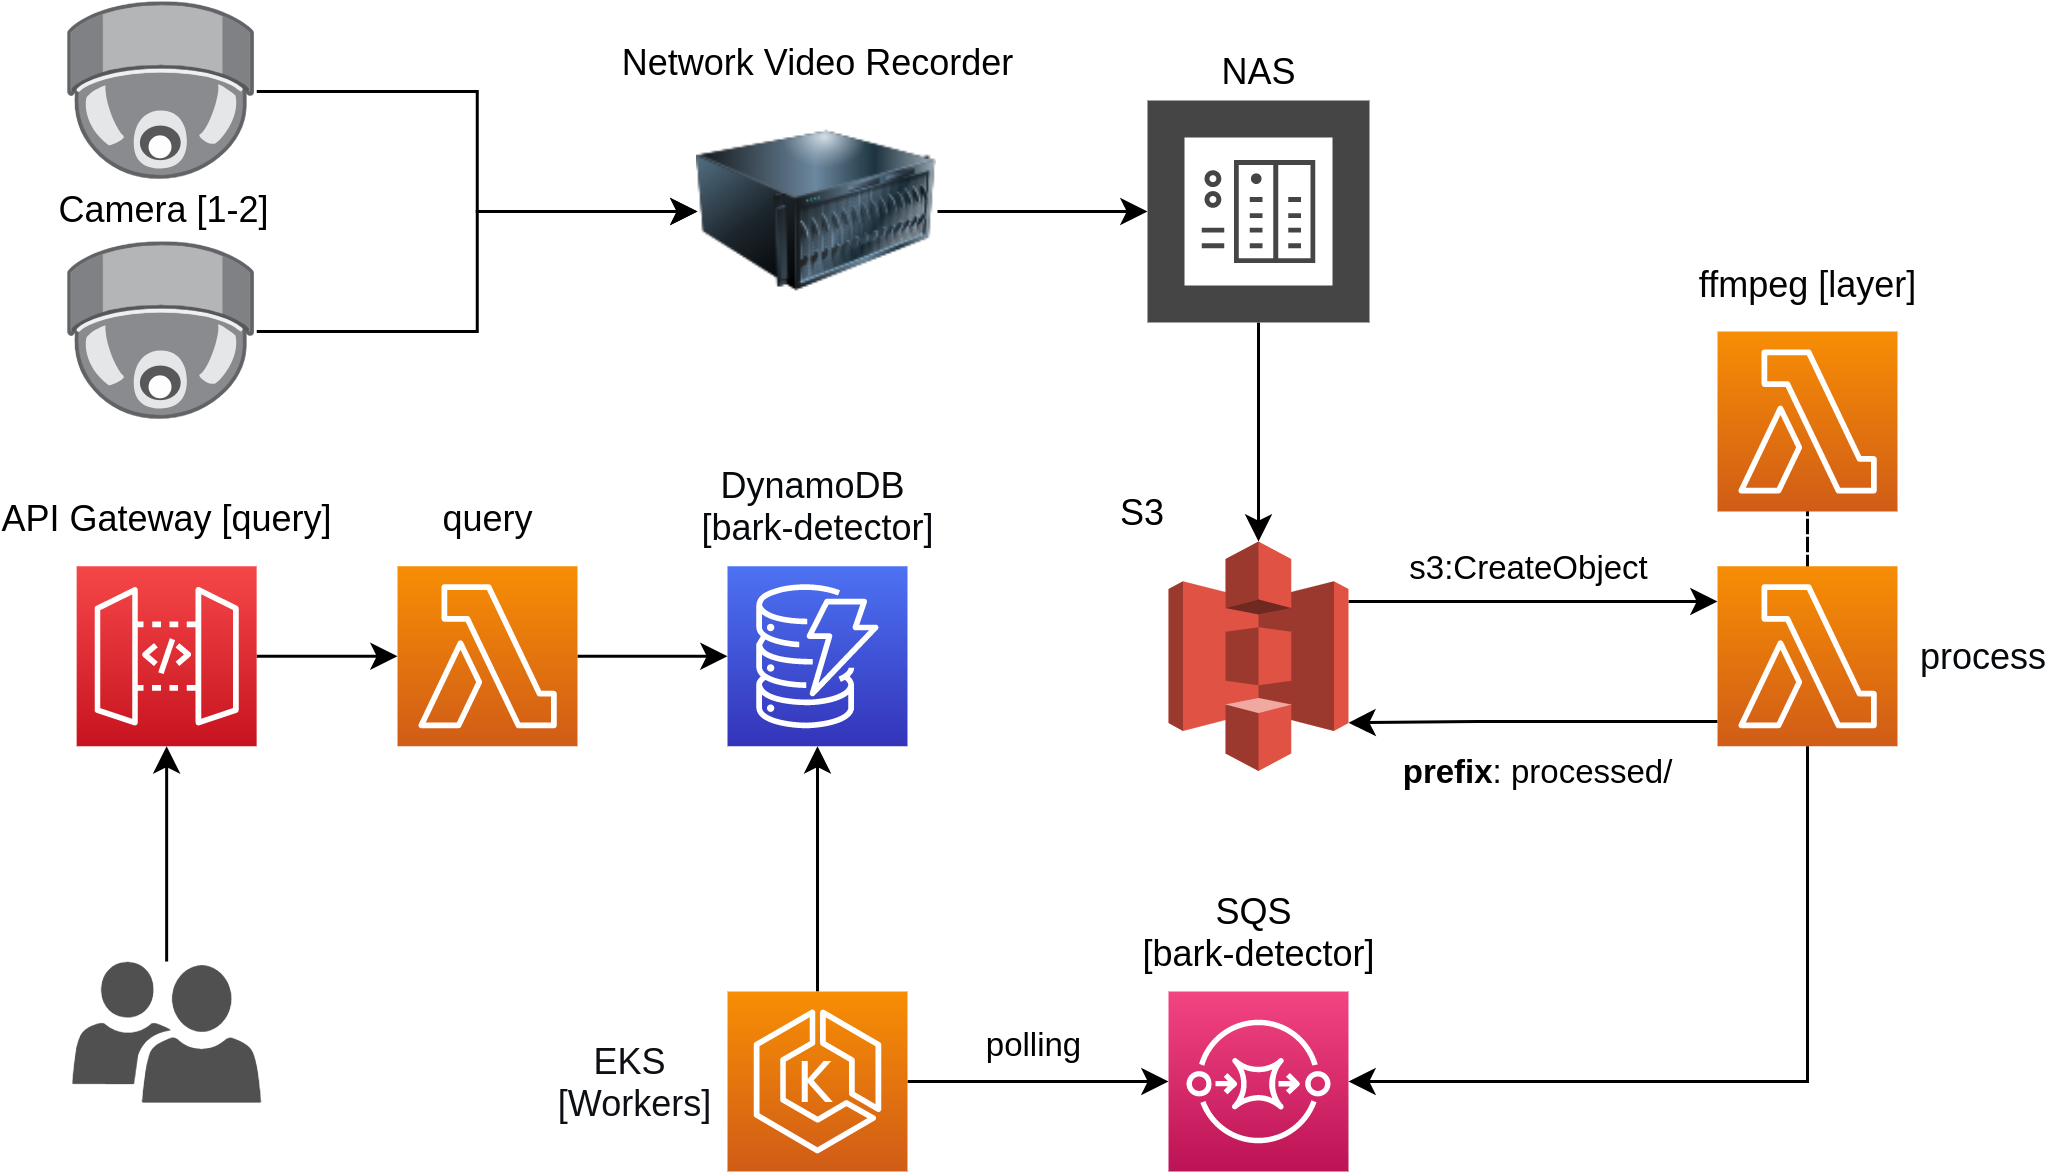 Network Video Recorder
NAS
Camera [1-2]
ffmpeg [layer]
API Gateway [query]
query
DynamoDB
[bark-detector]
S3
s3:CreateObject
process
prefix: processed/
SQS
[bark-detector]
polling
EKS
[Workers]
K